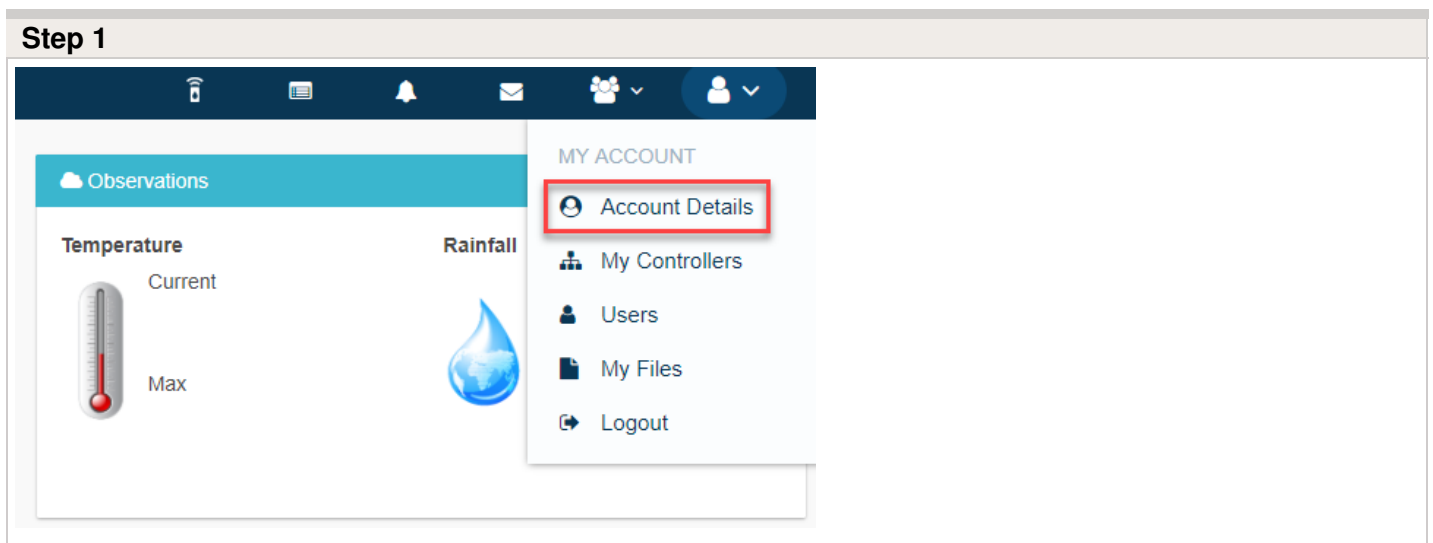 Step 1
Observations
Temperature
Current
Max
Rainfall
MY ACCOUNT
Account Details
My Controllers
Users
My Files
Logout